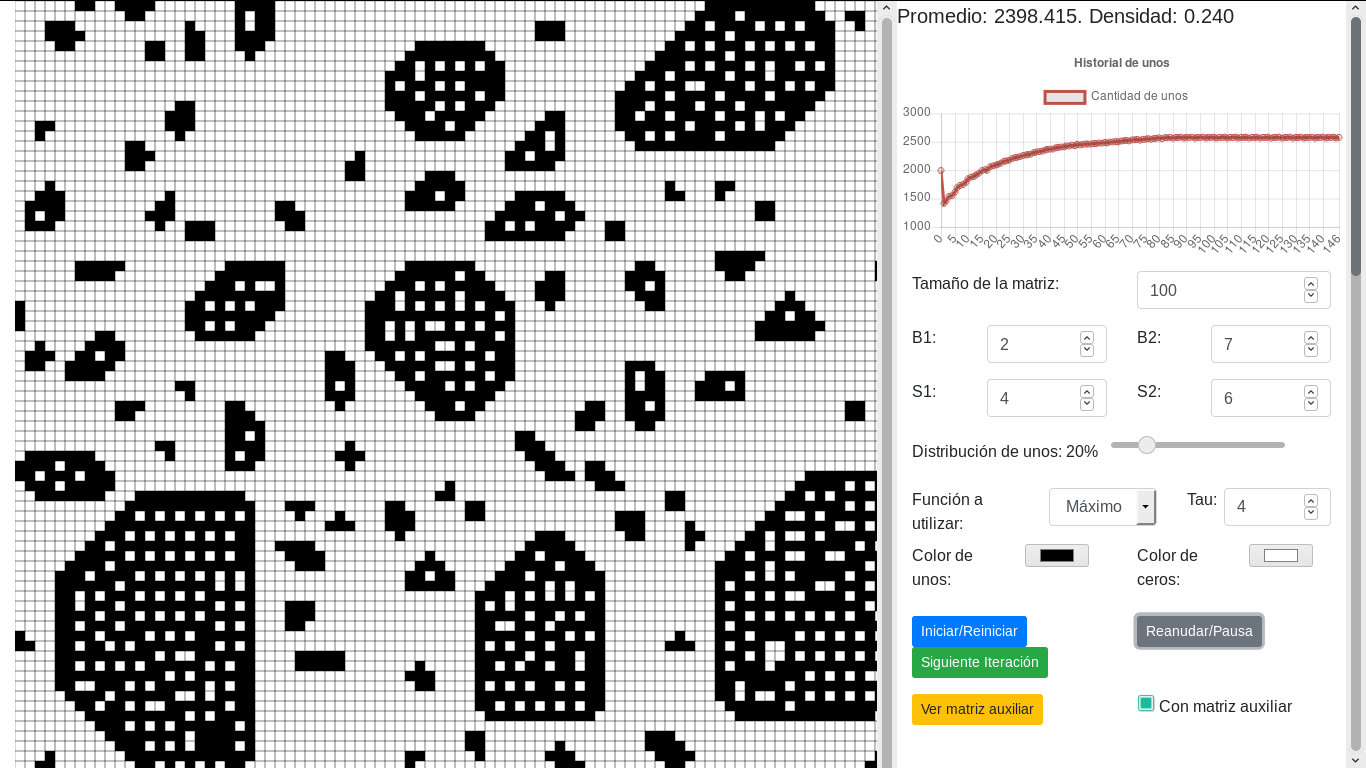 Promedio: 2398.415. Densidad: 0.240
Historial de unos
Cantidad de unos
3000
2500
2000
1500
1000
0 5 10 15 20 25 30 35 40 45 50 55 60 65 70 75 80 85 90 95 100 105 110 115 120 125 130 135 140 146
Tamaño de la matriz: 100
B1: 2 B2: 7
S1: 4 S2: 6
Distribución de unos: 20%
Función a utilizar: Máximo Tau: 4
Color de unos: Color de ceros:
Iniciar/Reiniciar Reanudar/Pausa
Siguiente Iteración
Ver matriz auxiliar Con matriz auxiliar